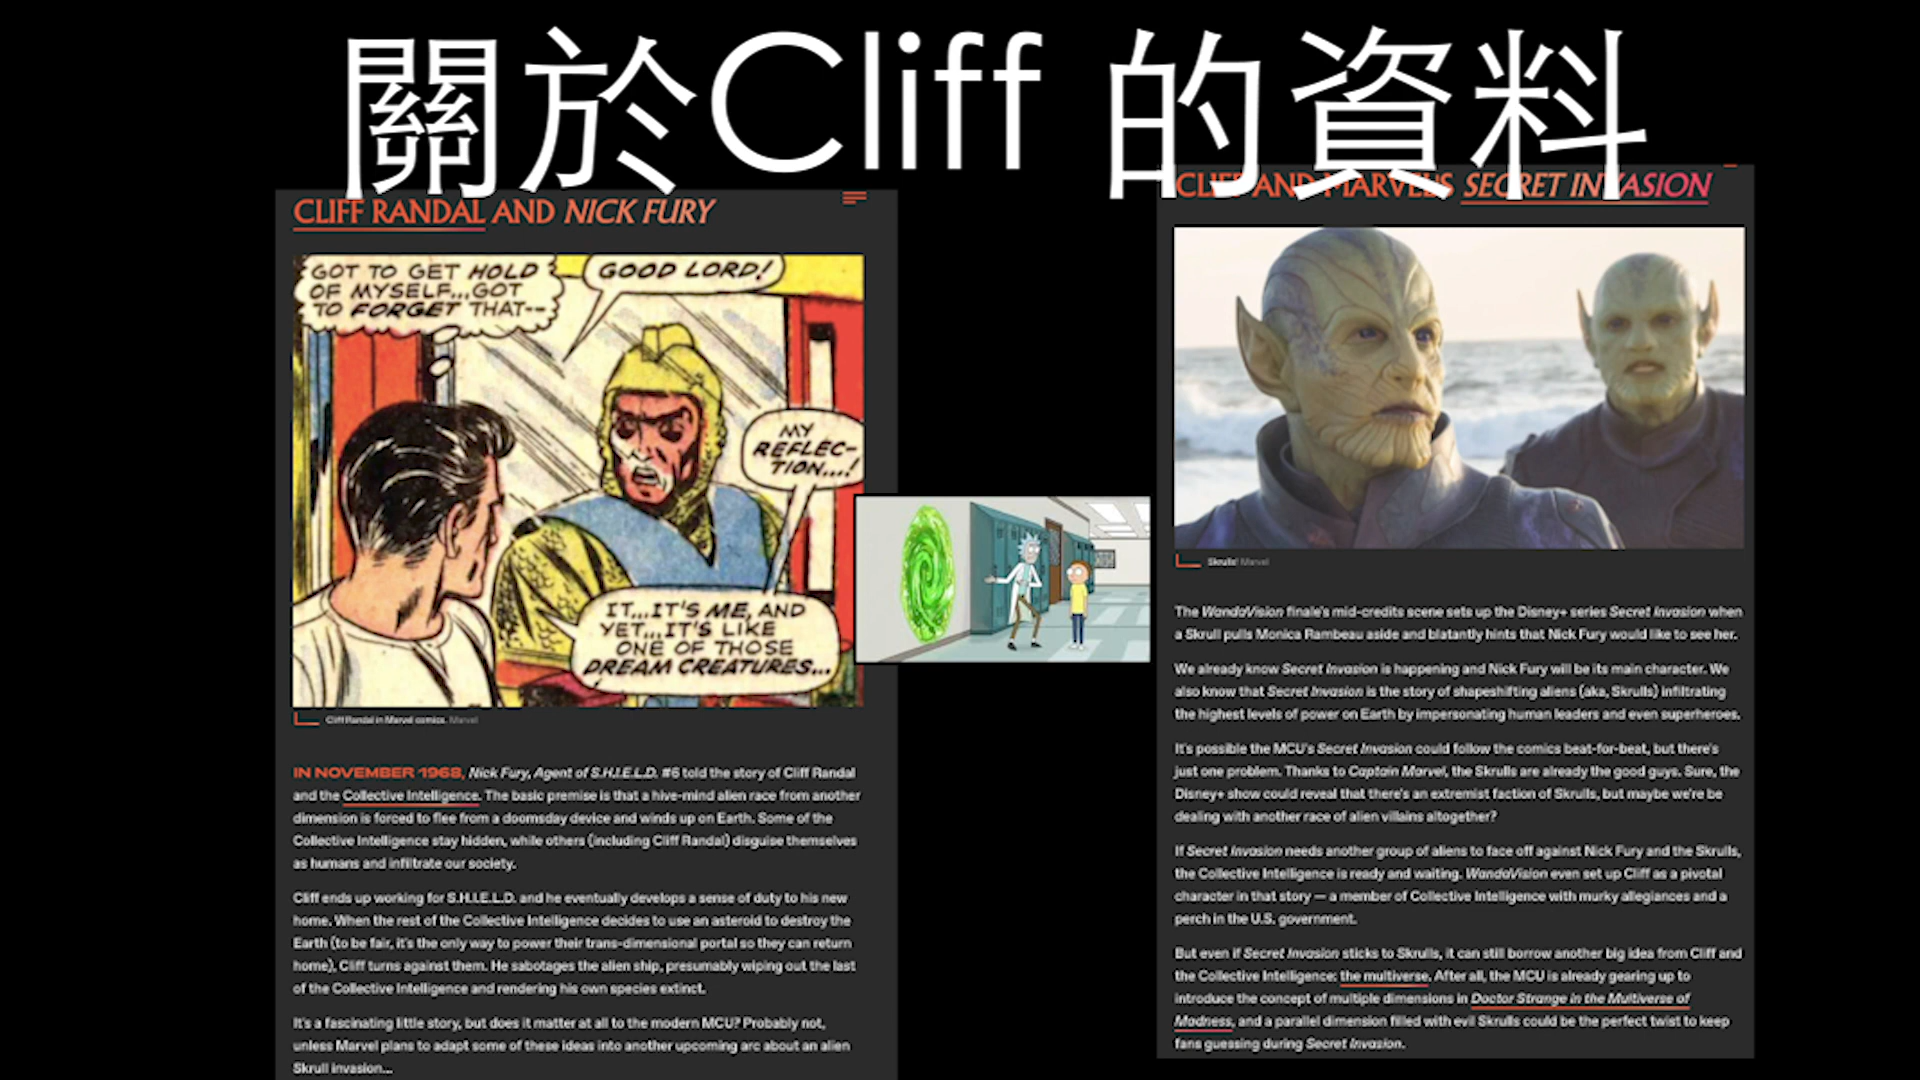 關於Cliff 的資料
CLIFF RANDAL AND NICK FURY
GOT TO GET HOLD
OF MYSELF...GOT
TO FORGET THAT--
GOOD LORD!
MY
REFLEC-
TION...!
IT...IT'S ME, AND
YET...IT'S LIKE
ONE OF THOSE
DREAM CREATURES...
Cliff Randal in Marvel comics. Marvel
IN NOVEMBER 1968, Nick Fury, Agent of S.H.I.E.L.D. #6 told the story of Cliff Randal
and the Collective Intelligence. The basic premise is that a hive-mind alien race from another
dimension is forced to flee from a doomsday device and winds up on Earth. Some of the
Collective Intelligence stay hidden, while others (including Cliff Randal) disguise themselves
as humans and infiltrate our society.
Cliff ends up working for S.H.I.E.L.D. and he eventually develops a sense of duty to his new
home. When the rest of the Collective Intelligence decides to use an asteroid to destroy the
Earth (to be fair, it's the only way to power their trans-dimensional portal so they can return
home), Cliff turns against them. He sabotages the alien ship, presumably wiping out the last
of the Collective Intelligence and rendering his own species extinct.
It's a fascinating little story, but does it matter at all to the modern MCU? Probably not,
unless Marvel plans to adapt some of these ideas into another upcoming arc about an alien
Skrull invasion...
CLIFF AND MARVEL'S SECRET INVASION
Skrulls! Marvel
The WandaVision finale's mid-credits scene sets up the Disney+ series Secret Invasion when
a Skrull pulls Monica Rambeau aside and blatantly hints that Nick Fury would like to see her.
We already know Secret Invasion is happening and Nick Fury will be its main character. We
also know that Secret Invasion is the story of shapeshifting aliens (aka, Skrulls) infiltrating
the highest levels of power on Earth by impersonating human leaders and even superheroes.
It's possible the MCU's Secret Invasion could follow the comics beat-for-beat, but there's
just one problem. Thanks to Captain Marvel, the Skrulls are already the good guys. Sure, the
Disney+ show could reveal that there's an extremist faction of Skrulls, but maybe we're be
dealing with another race of alien villains altogether?
If Secret Invasion needs another group of aliens to face off against Nick Fury and the Skrulls,
the Collective Intelligence is ready and waiting. WandaVision even set up Cliff as a pivotal
character in that story — a member of Collective Intelligence with murky allegiances and a
perch in the U.S. government.
But even if Secret Invasion sticks to Skrulls, it can still borrow another big idea from Cliff and
the Collective Intelligence: the multiverse. After all, the MCU is already gearing up to
introduce the concept of multiple dimensions in Doctor Strange in the Multiverse of
Madness, and a parallel dimension filled with evil Skrulls could be the perfect twist to keep
fans guessing during Secret Invasion.